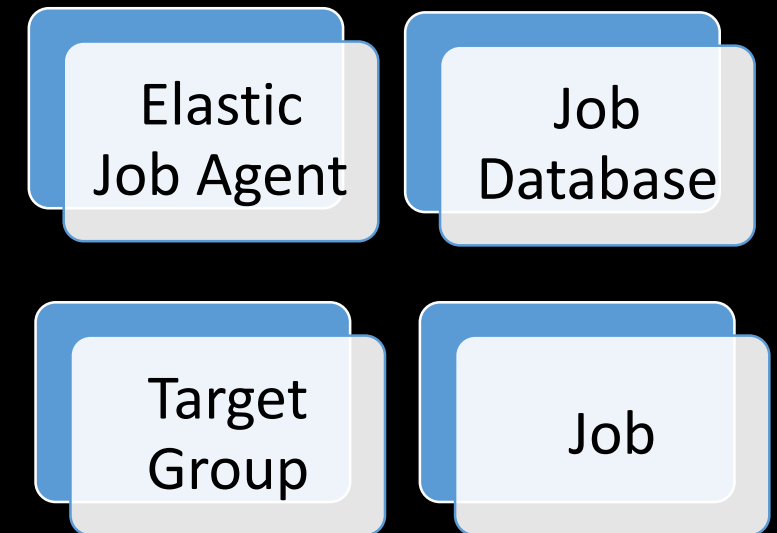 Elastic
Job Agent
Job
Database
Target
Group
Job